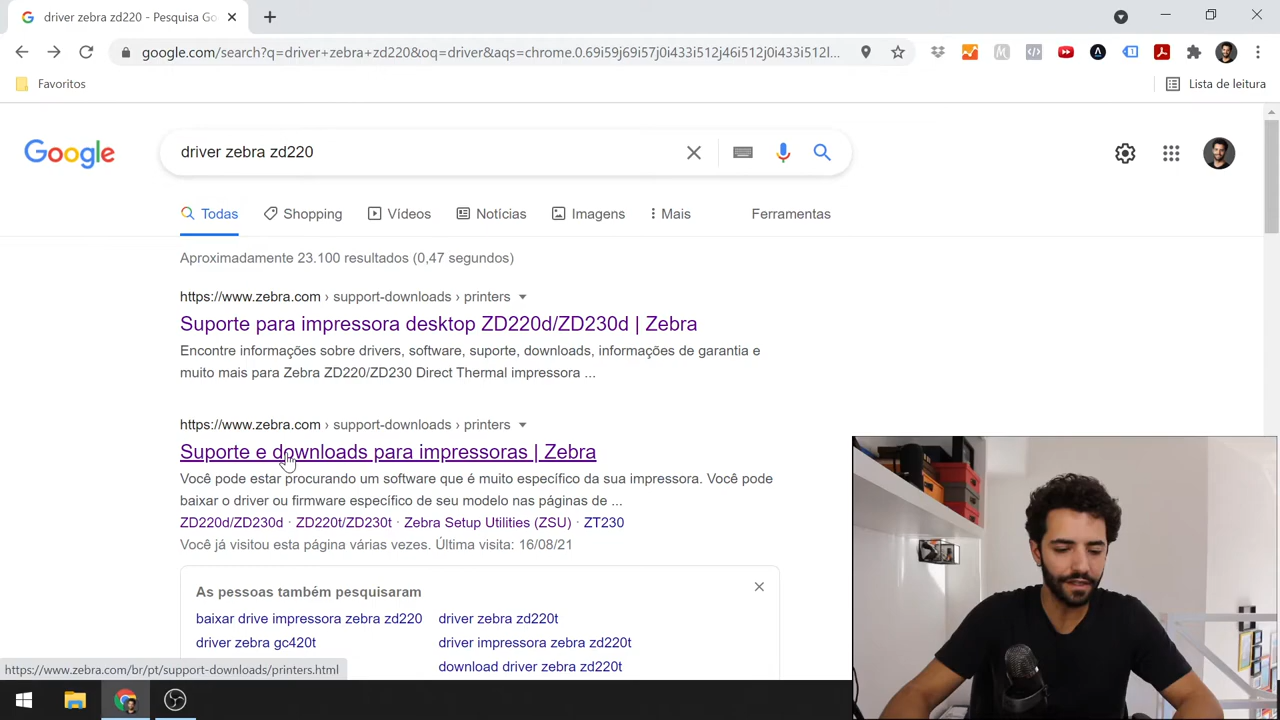 driver zebra zd220 - Pesquisa Go
google.com/search?q=driver+zebra+zd220&oq=driver&aqs=chrome.0.69i59j69i57j0i433i512j46i512j0i433i512l...
Favoritos
Lista de leitura
Google
driver zebra zd220
Todas
Shopping
Vídeos
Notícias
Imagens
Mais
Ferramentas
Aproximadamente 23.100 resultados (0,47 segundos)
https://www.zebra.com › support-downloads › printers
Suporte para impressora desktop ZD220d/ZD230d | Zebra
Encontre informações sobre drivers, software, suporte, downloads, informações de garantia e
muito mais para Zebra ZD220/ZD230 Direct Thermal impressora ...
https://www.zebra.com › support-downloads › printers
Suporte e downloads para impressoras | Zebra
Você pode estar procurando um software que é muito específico da sua impressora. Você pode
baixar o driver ou firmware específico de seu modelo nas páginas de ...
ZD220d/ZD230d · ZD220t/ZD230t · Zebra Setup Utilities (ZSU) · ZT230
Você já visitou esta página várias vezes. Última visita: 16/08/21
As pessoas também pesquisaram
baixar drive impressora zebra zd220
driver zebra zd220t
driver zebra gc420t
driver impressora zebra zd220t
download driver zebra zd220t
https://www.zebra.com/br/pt/support-downloads/printers.html